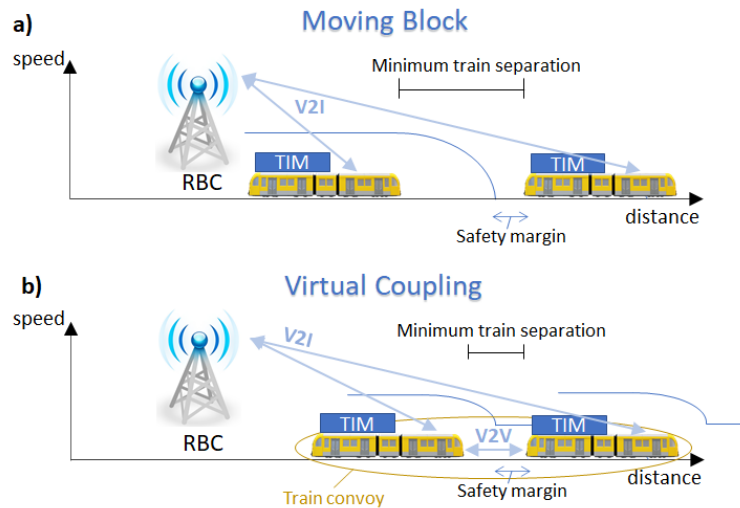 a)
Moving Block
speed
Minimum train separation
V2I
TIM
TIM
RBC
distance
Safety margin
b)
Virtual Coupling
speed
Minimum train separation
V2I
TIM
TIM
RBC
V2V
distance
Train convoy
Safety margin